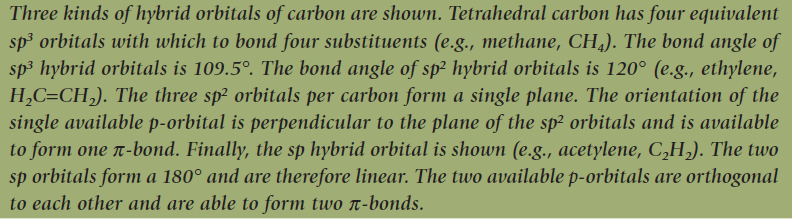 Three kinds of hybrid orbitals of carbon are shown. Tetrahedral carbon has four equivalent
sp³ orbitals with which to bond four substituents (e.g., methane, CH₄). The bond angle of
sp³ hybrid orbitals is 109.5°. The bond angle of sp² hybrid orbitals is 120° (e.g., ethylene,
H₂C=CH₂). The three sp² orbitals per carbon form a single plane. The orientation of the
single available p-orbital is perpendicular to the plane of the sp² orbitals and is available
to form one π-bond. Finally, the sp hybrid orbital is shown (e.g., acetylene, C₂H₂). The two
sp orbitals form a 180° and are therefore linear. The two available p-orbitals are orthogonal
to each other and are able to form two π-bonds.